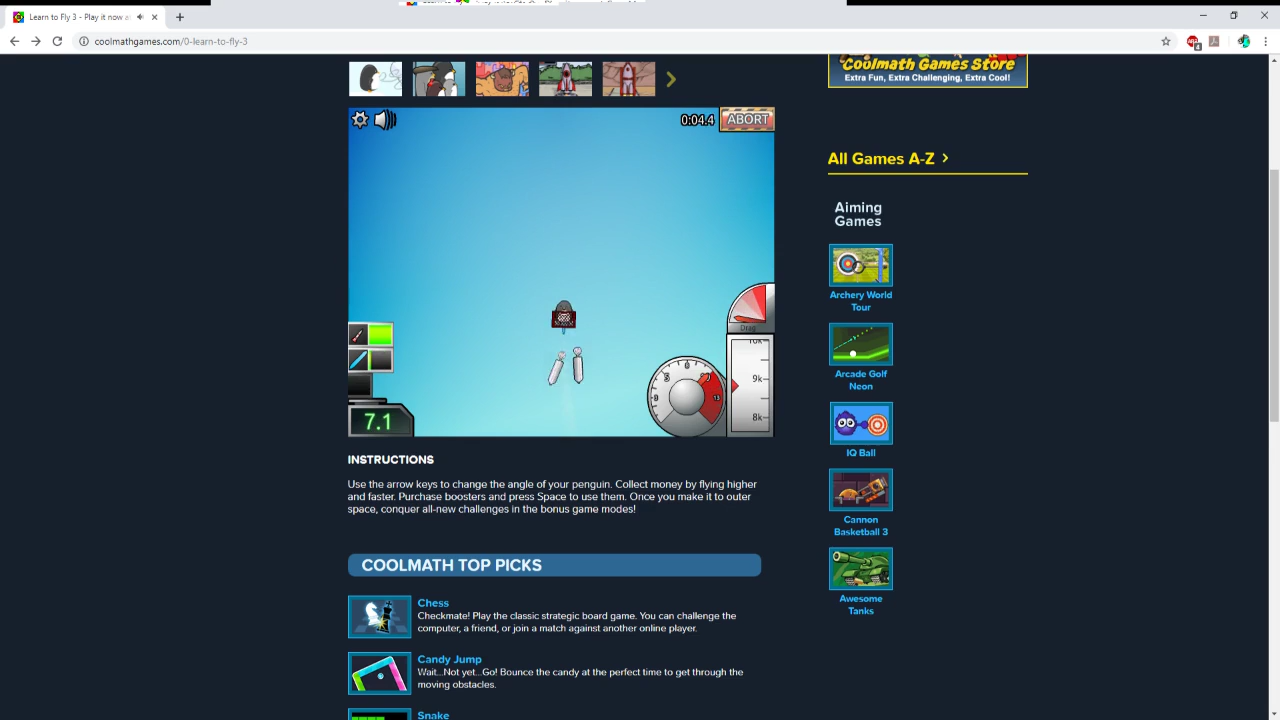 Learn to Fly 3 - Play it now at
coolmathgames.com/0-learn-to-fly-3
Coolmath Games Store
Extra Fun, Extra Challenging, Extra Cool!
0:04.4 ABORT
All Games A-Z >
Aiming
Games
Archery World
Tour
Drag
10k
9k
8k
7.1
Arcade Golf
Neon
INSTRUCTIONS
IQ Ball
Use the arrow keys to change the angle of your penguin. Collect money by flying higher
and faster. Purchase boosters and press Space to use them. Once you make it to outer
space, conquer all-new challenges in the bonus game modes!
Cannon
Basketball 3
COOLMATH TOP PICKS
Awesome
Tanks
Chess
Checkmate! Play the classic strategic board game. You can challenge the
computer, a friend, or join a match against another online player.
Candy Jump
Wait...Not yet...Go! Bounce the candy at the perfect time to get through the
moving obstacles.
Snake